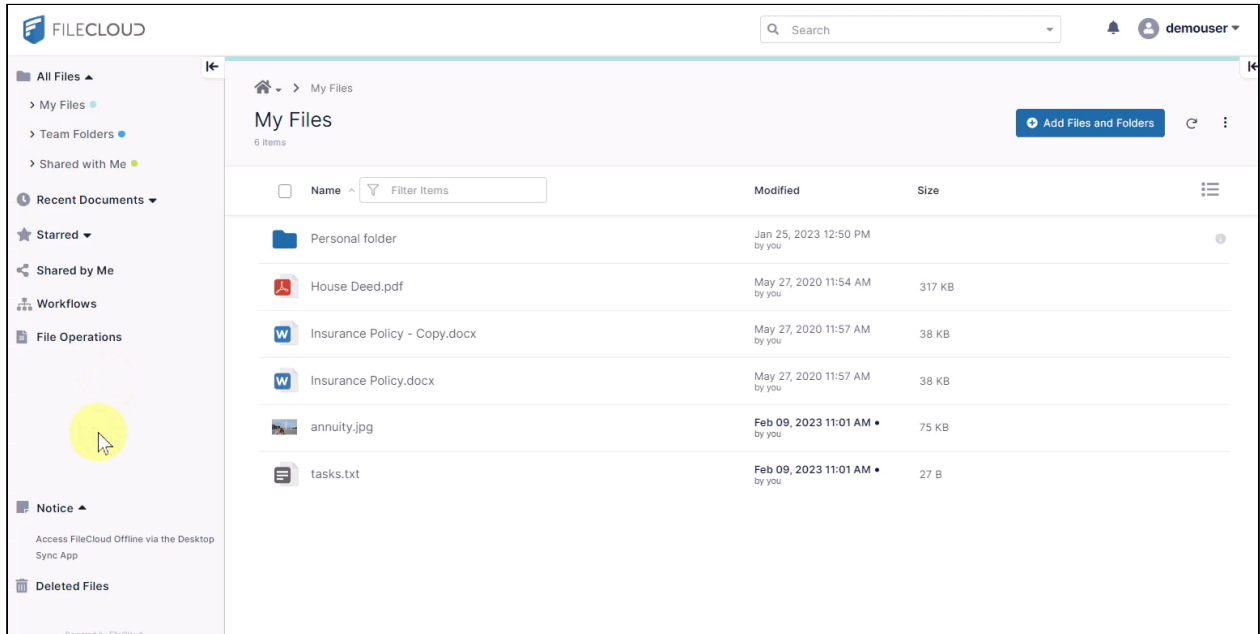 FILECLOUD
Search
demouser
All Files
My Files
Team Folders
Shared with Me
Recent Documents
Starred
Shared by Me
Workflows
File Operations
Notice
Access FileCloud Offline via the Desktop
Sync App
Deleted Files
Powered by FileCloud
My Files
My Files
6 items
Add Files and Folders
Name Filter Items Modified Size
Personal folder Jan 25, 2023 12:50 PM
by you
House Deed.pdf May 27, 2020 11:54 AM 317 KB
by you
Insurance Policy - Copy.docx May 27, 2020 11:57 AM 38 KB
by you
Insurance Policy.docx May 27, 2020 11:57 AM 38 KB
by you
annuity.jpg Feb 09, 2023 11:01 AM 75 KB
by you
tasks.txt Feb 09, 2023 11:01 AM 27 B
by you